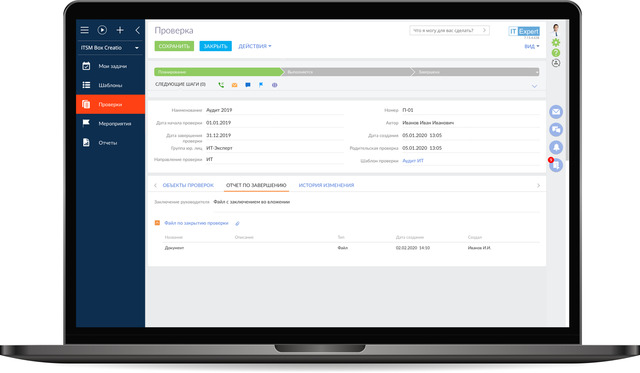 Проверка
Что я могу для вас сделать?
IT Expert
ITSM Box Creatio
СОХРАНИТЬ
ЗАКРЫТЬ
ДЕЙСТВИЯ
ВИД
Мои задачи
Шаблоны
Проверки
Мероприятия
Отчеты
Планирование
Выполняется
Завершена
СЛЕДУЮЩИЕ ШАГИ (0)
Наименование Аудит 2019
Номер П-01
Дата начала проверки 01.01.2019
Автор Иванов Иван Иванович
Дата завершения проверки 31.12.2019
Дата создания 05.01.2020 13:05
Группа юр. лиц ИТ-Эксперт
Родительская проверка 05.01.2020 13:05
Направление проверки ИТ
Шаблон проверки Аудит ИТ
ОБЪЕКТЫ ПРОВЕРОК
ОТЧЕТ ПО ЗАВЕРШЕНИЮ
ИСТОРИЯ ИЗМЕНЕНИЯ
Заключение руководителя Файл с заключением во вложении
Файл по закрытию проверки
Название Описание Тип Дата создания Создал
Документ Файл 02.02.2020 14:10 Иванов И.И.